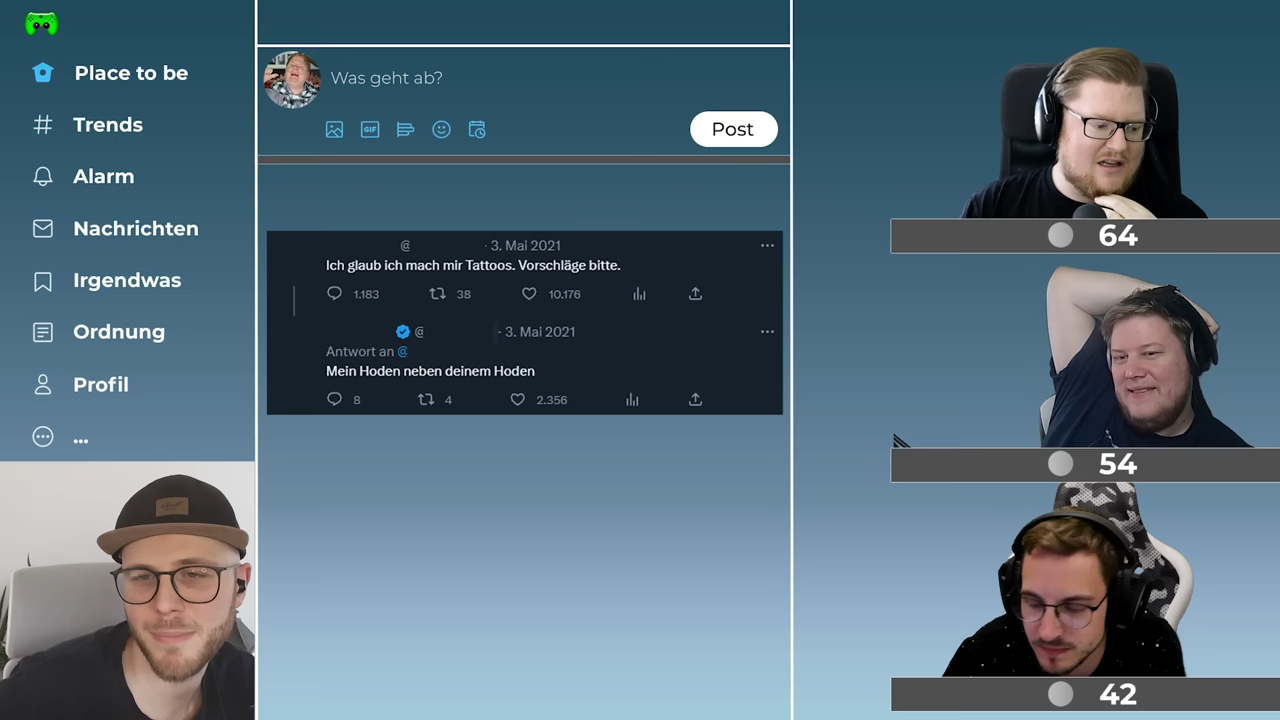 Place to be
Trends
Alarm
Nachrichten
Irgendwas
Ordnung
Profil
...
Was geht ab?
GIF
Post
@ · 3. Mai 2021
Ich glaub ich mach mir Tattoos. Vorschläge bitte.
1.183 38 10.176
@ · 3. Mai 2021
Antwort an @
Mein Hoden neben deinem Hoden
8 4 2.356
64
54
42